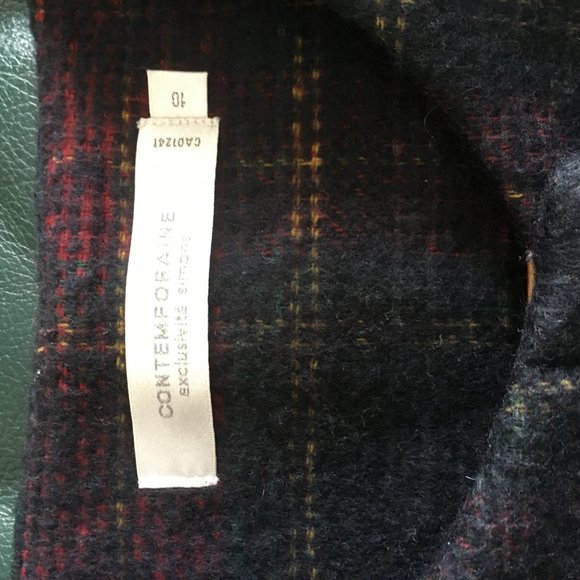 10
CA01241
CONTEMPORAINE
exclusivité simons